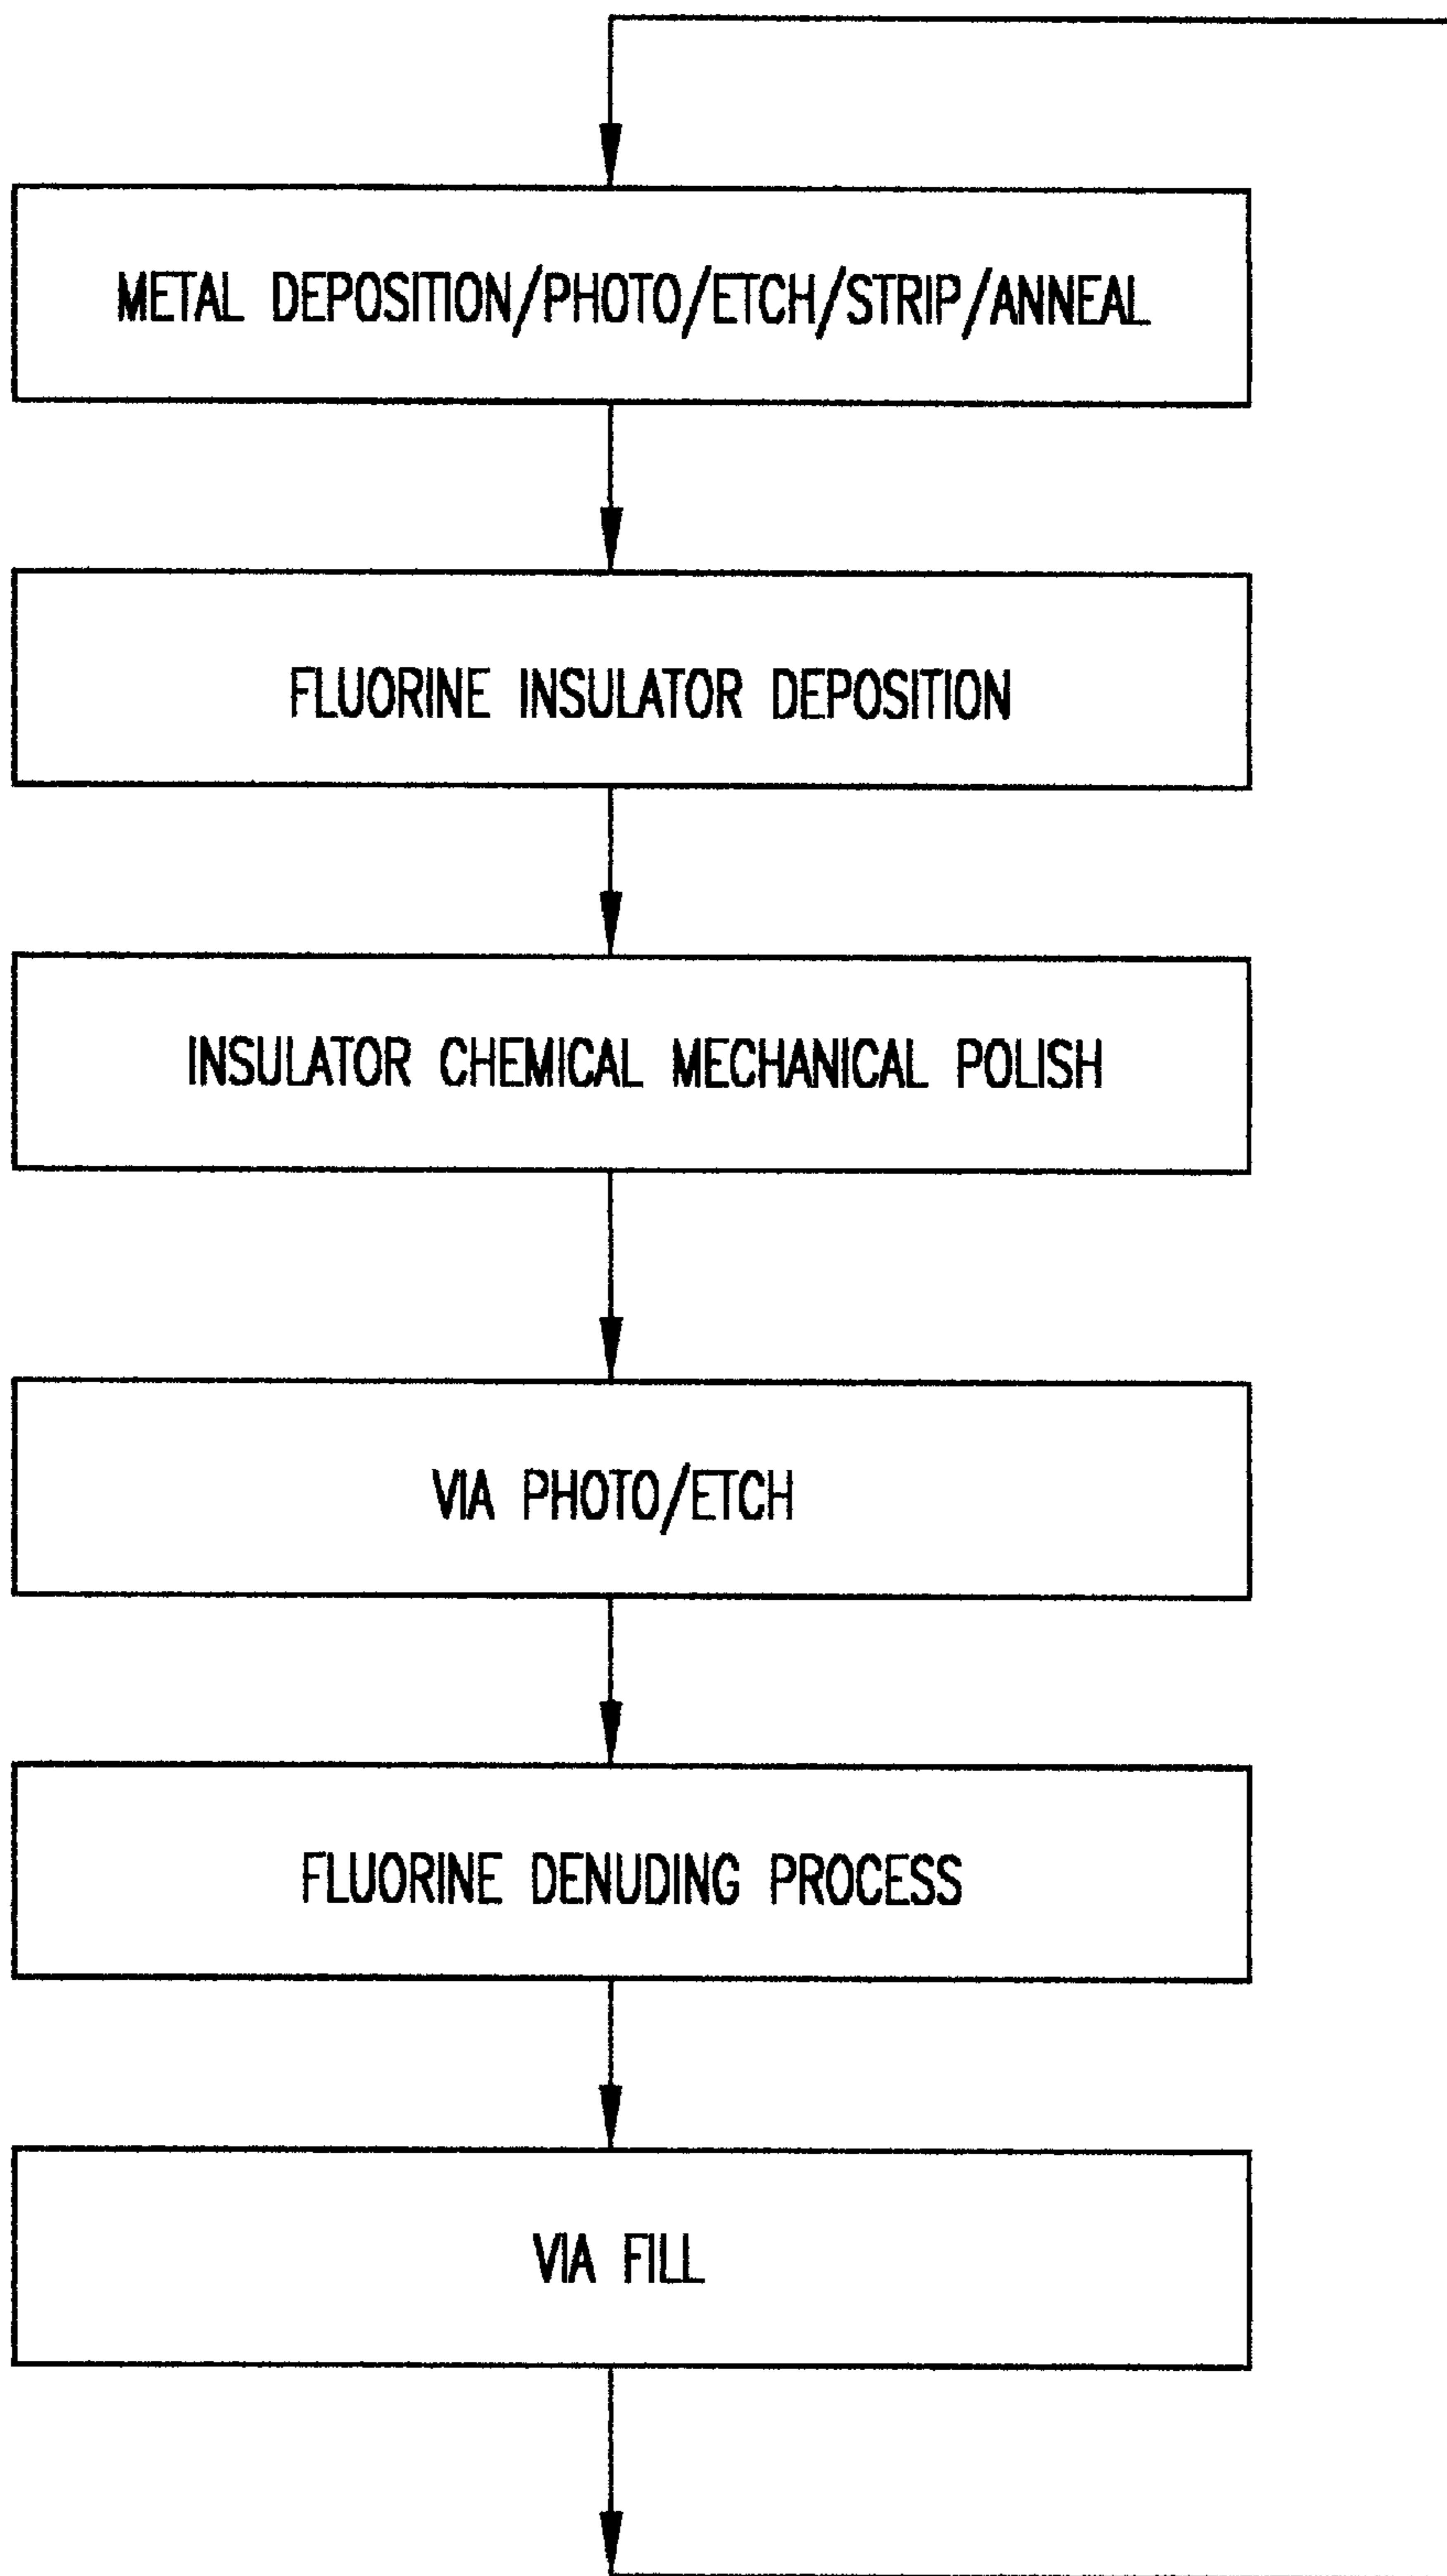 METAL DEPOSITION/PHOTO/ETCH/STRIP/ANNEAL
FLUORINE INSULATOR DEPOSITION
INSULATOR CHEMICAL MECHANICAL POLISH
VIA PHOTO/ETCH
FLUORINE DENUDING PROCESS
VIA FILL